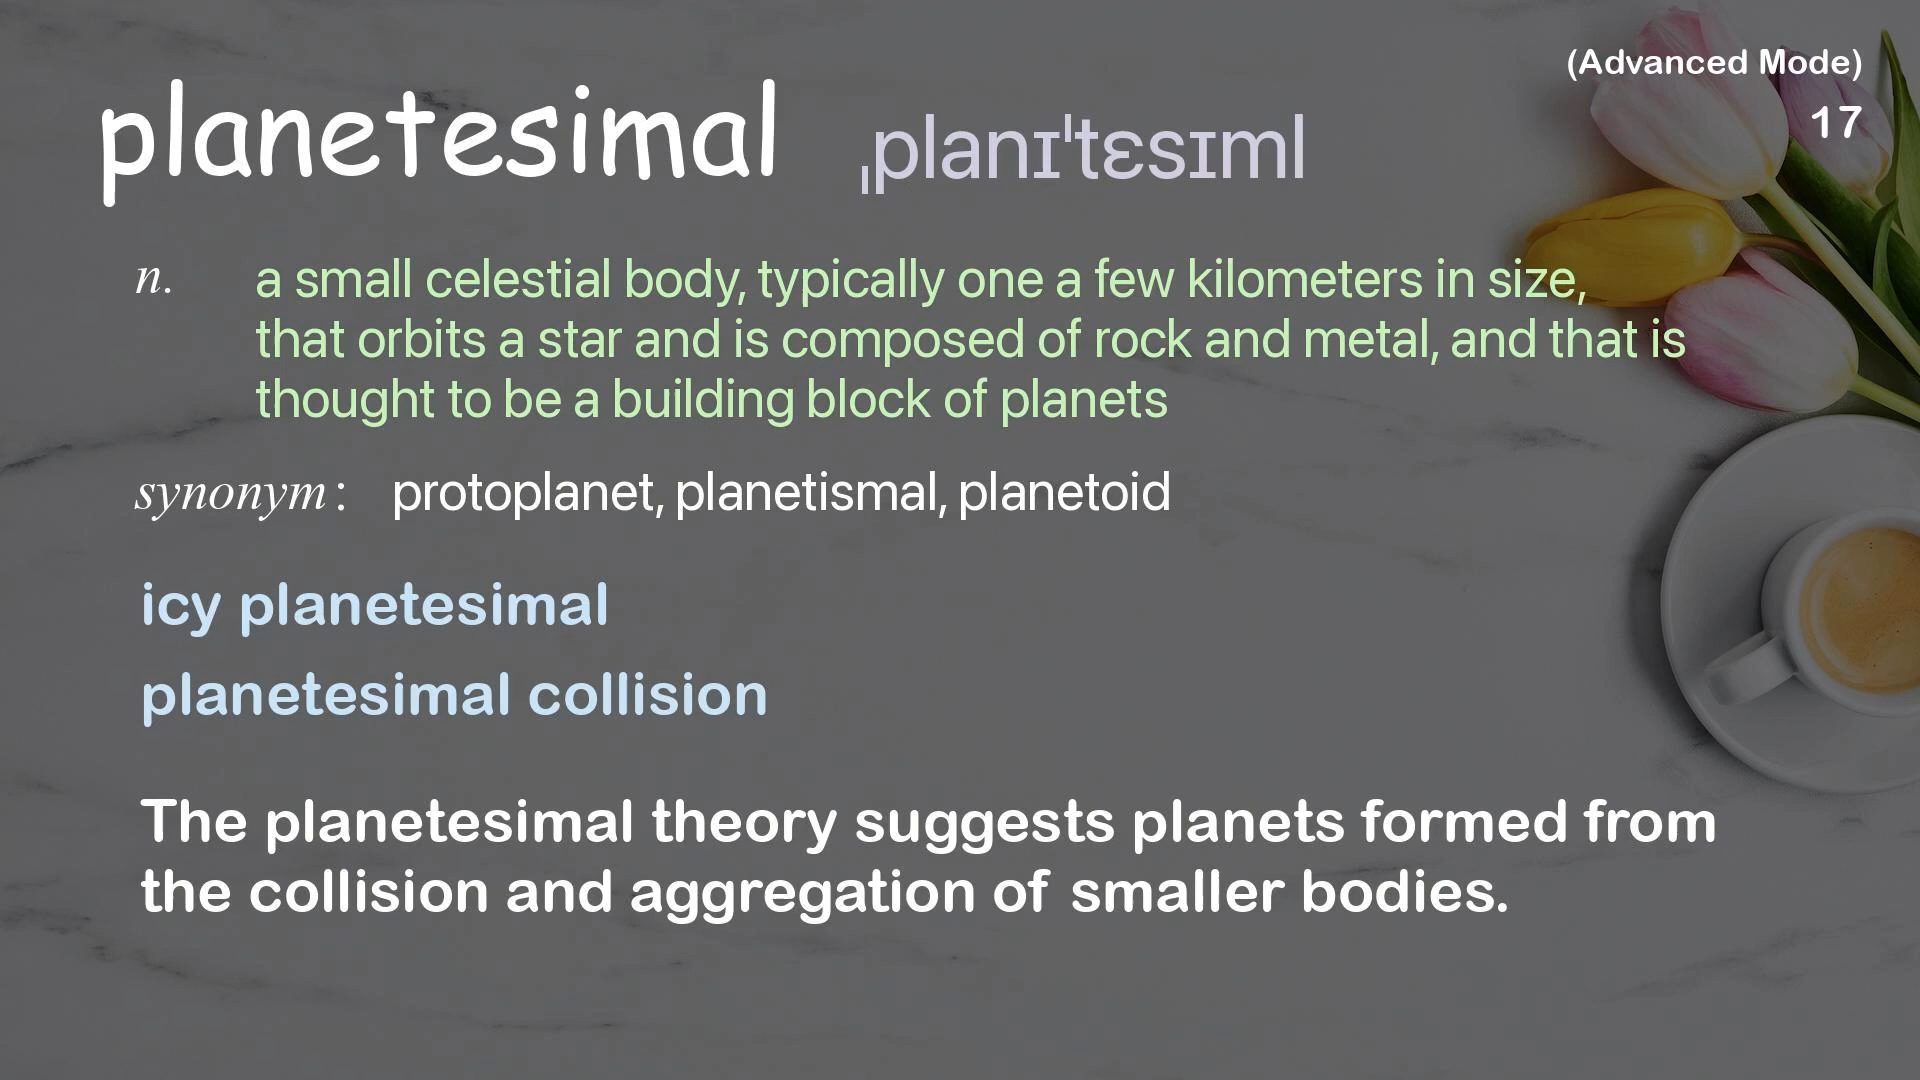 (Advanced Mode)
17
planetesimal ˌplanɪˈtɛsɪml
n. a small celestial body, typically one a few kilometers in size,
that orbits a star and is composed of rock and metal, and that is
thought to be a building block of planets
synonym: protoplanet, planetismal, planetoid
icy planetesimal
planetesimal collision
The planetesimal theory suggests planets formed from
the collision and aggregation of smaller bodies.